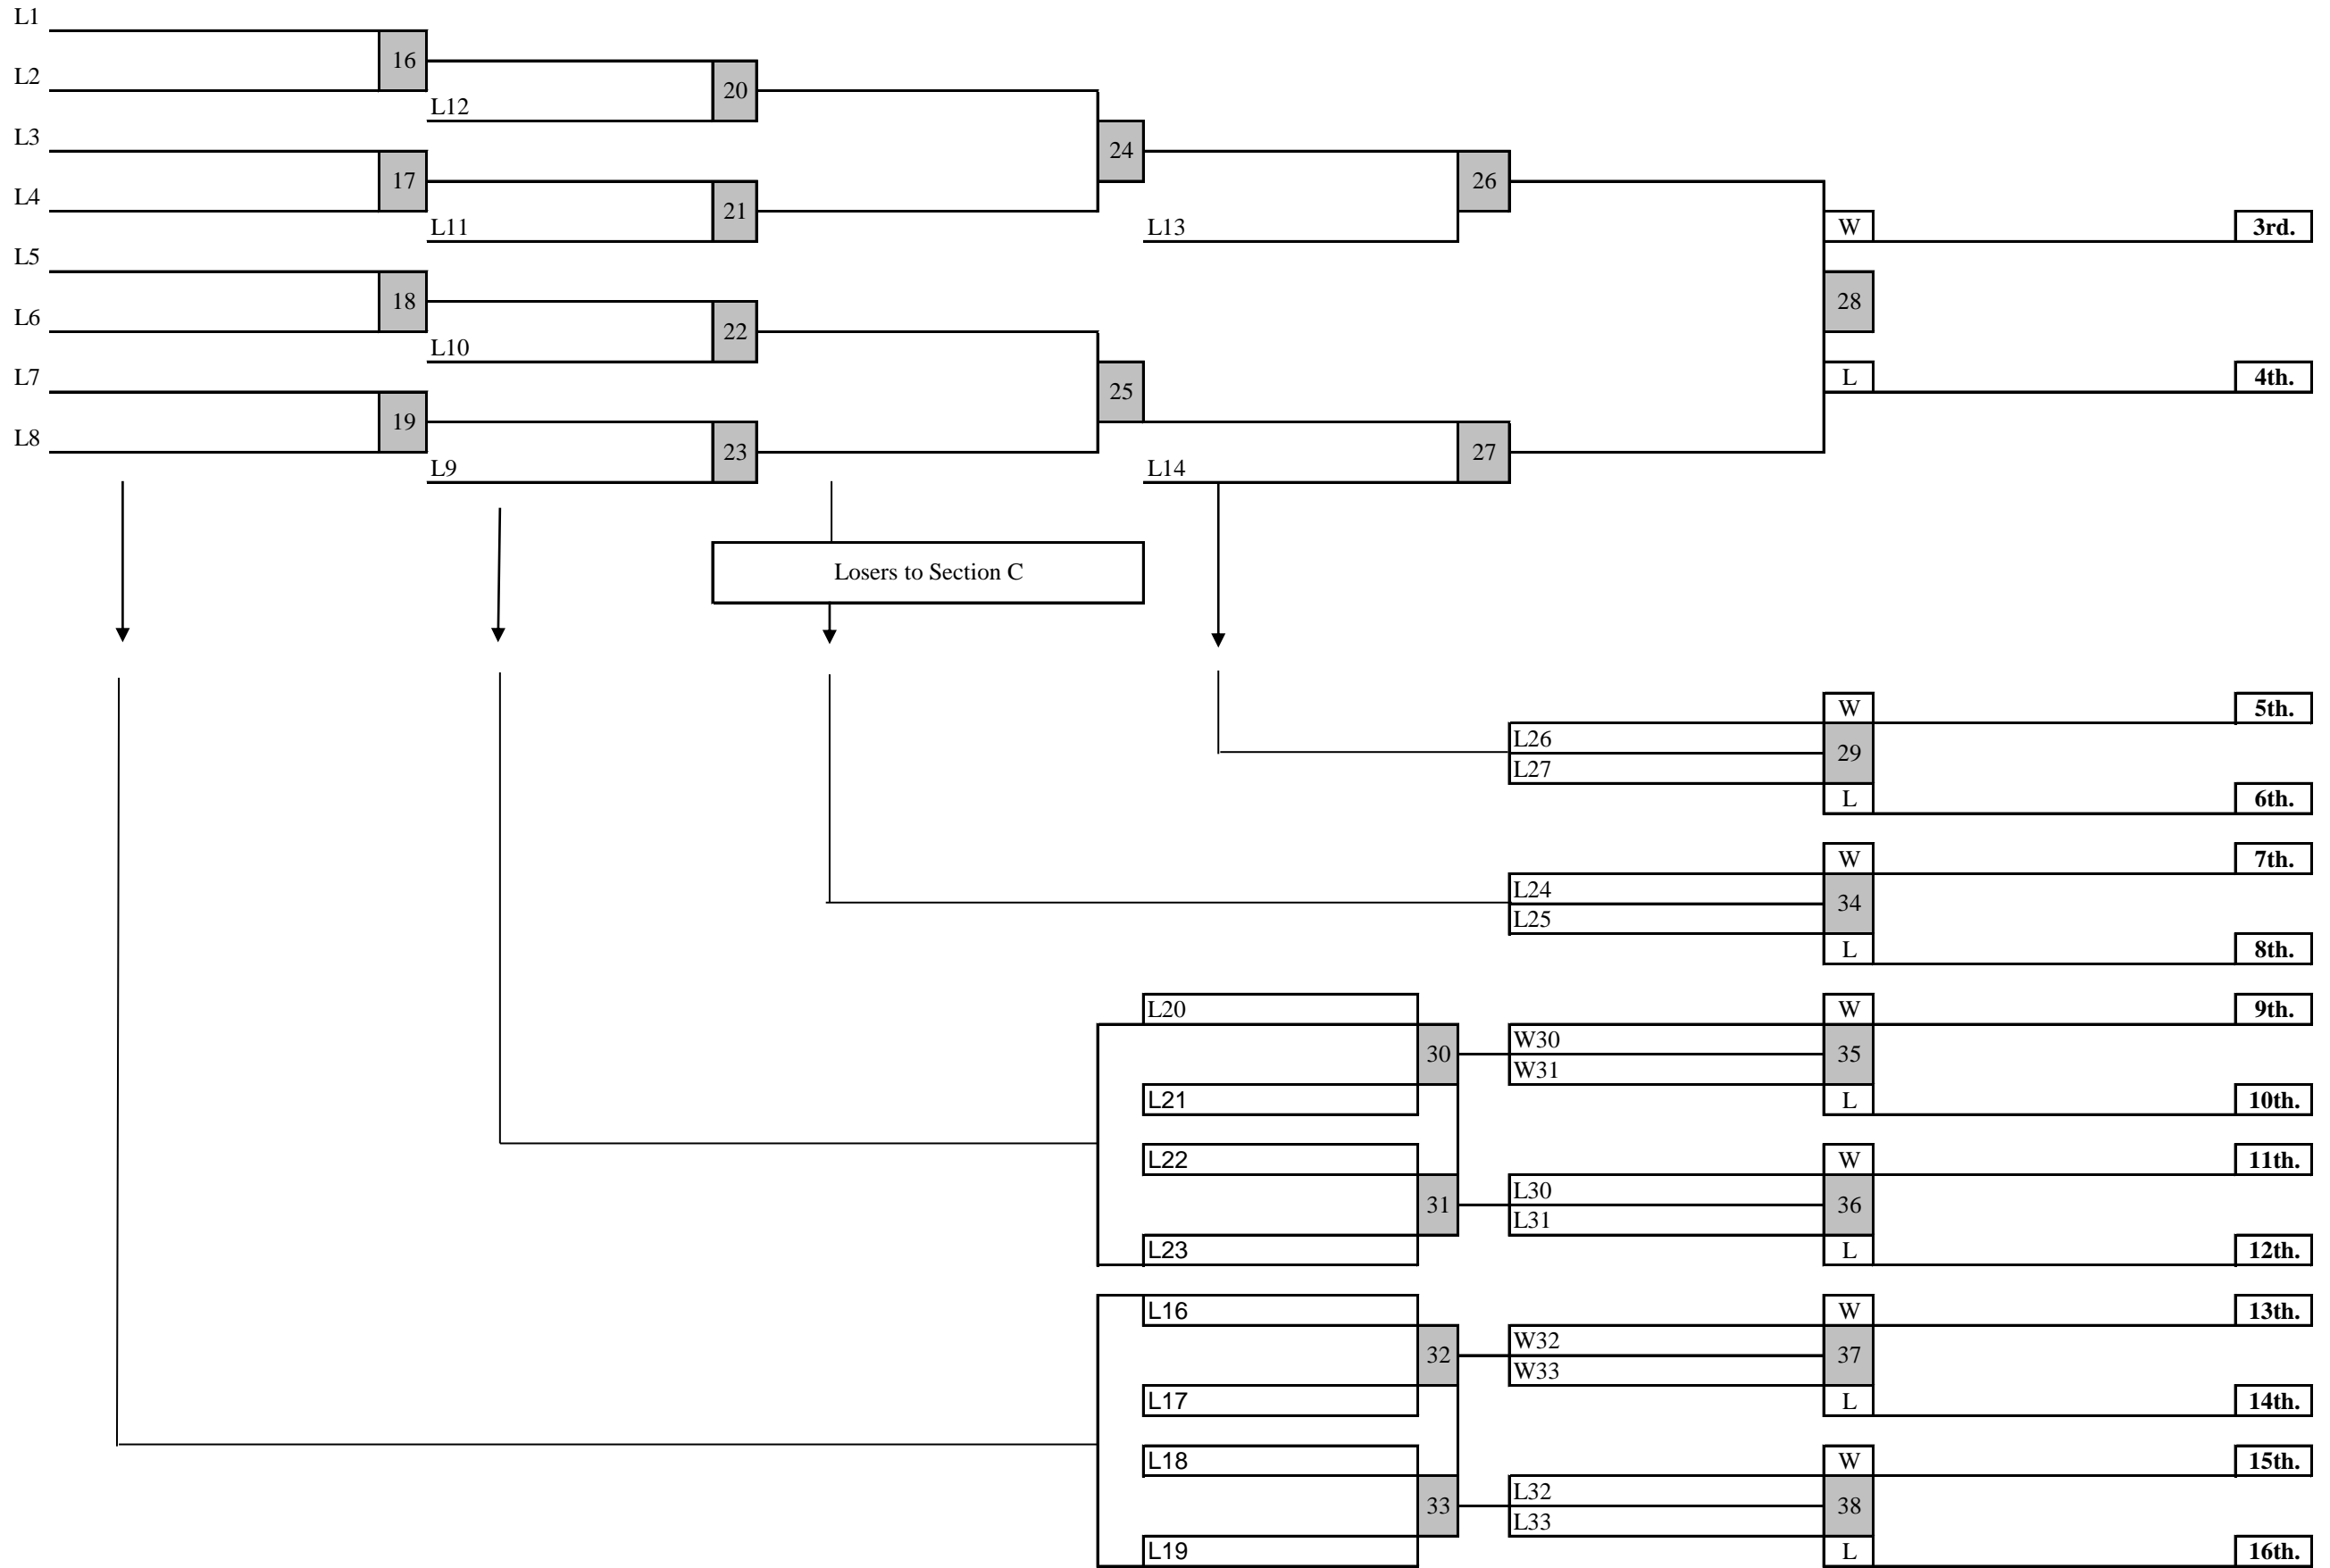 L1
16
L2
20
L12
L3
24
17
26
L4
21
L11
L13
W
3rd.
L5
18
28
L6
22
L10
L7
L
4th.
25
19
L8
23
27
L9
L14
Losers to Section C
W
5th.
L26
29
L27
L
6th.
W
7th.
L24
34
L25
L
8th.
L20
W
9th.
30
W30
35
W31
L21
L
10th.
L22
W
11th.
31
L30
36
L31
L23
L
12th.
L16
W
13th.
32
W32
37
W33
L17
L
14th.
L18
W
15th.
33
L32
38
L33
L19
L
16th.